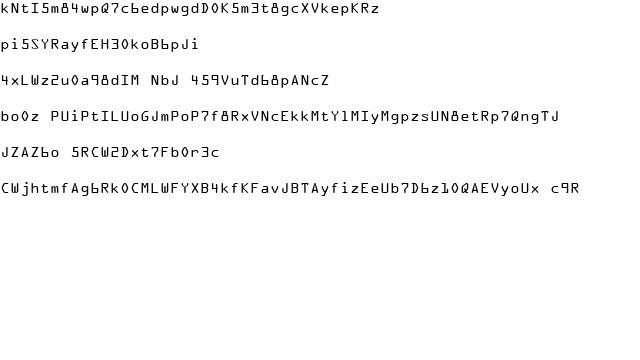 kNtI5m84wpQ7c6edpwgdD0K5m3t8gcXVkepKRz
pi5SYRayfEH30koB6pJi
4xLWz2u0a98dIM NbJ 459VuTd68pANcZ
bo0z PUiPtILUoGJmPoP7f8RxVNcEkkMtY1MIyMgpzsUN8etRp7QngTJ
JZAZ6o 5RCW2Dxt7Fb0r3c
CWjhtmfAg6Rk0CMLWFYXB4kfKFavJBTAyfizEeUb7D6z10QAEVyoUx c9R